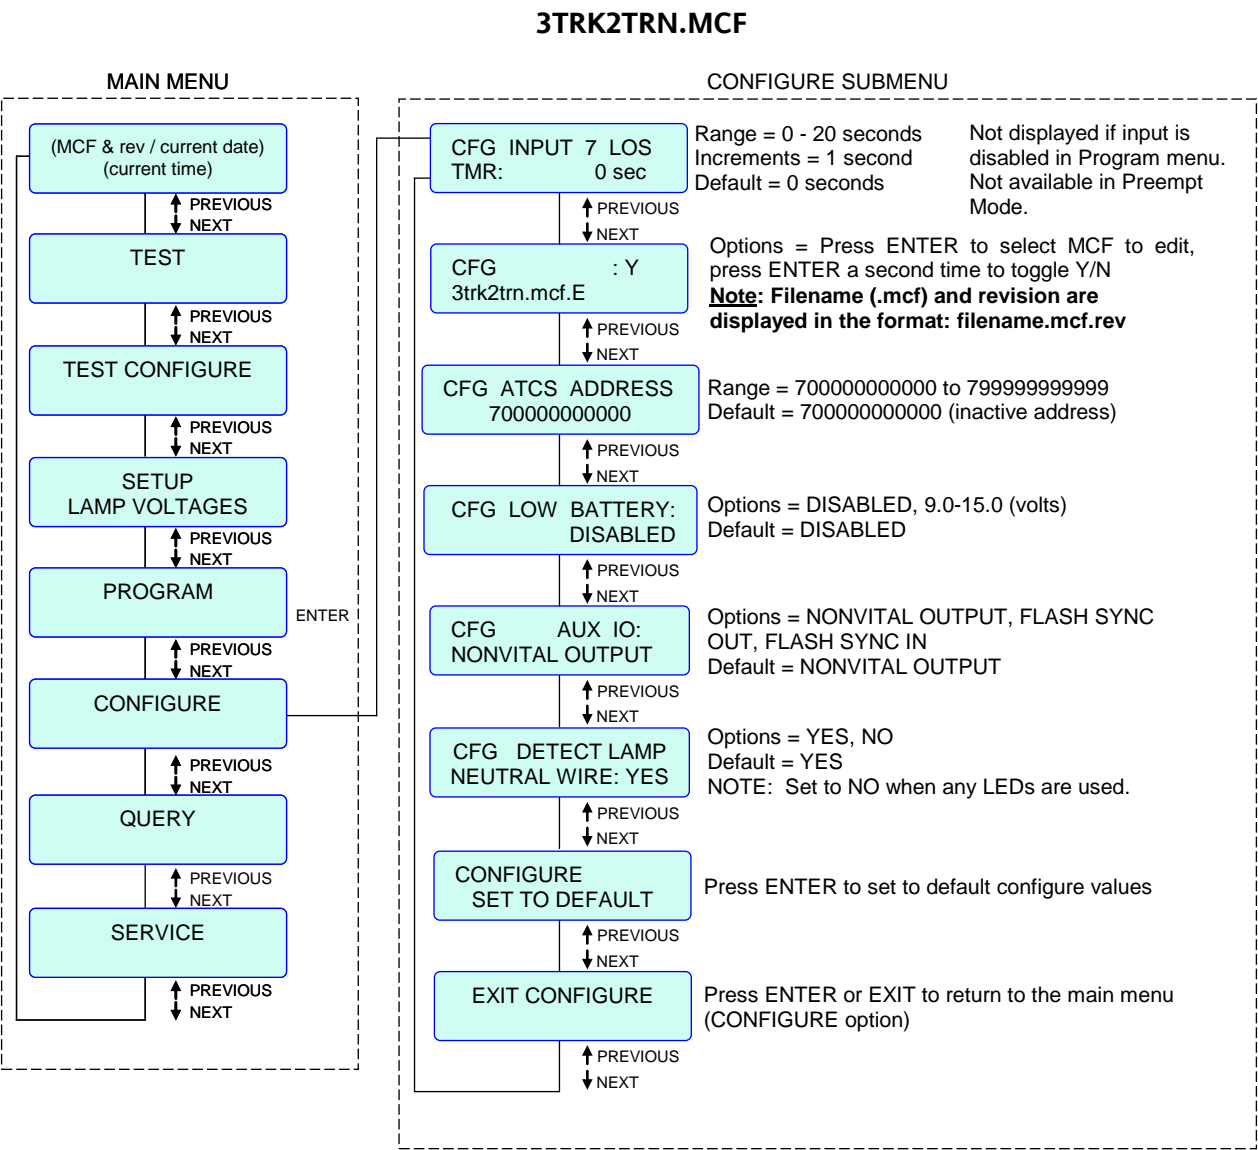 3TRK2TRN.MCF
MAIN MENU
(MCF & rev / current date)
(current time)
PREVIOUS
NEXT
TEST
PREVIOUS
NEXT
TEST CONFIGURE
PREVIOUS
NEXT
SETUP
LAMP VOLTAGES
PREVIOUS
NEXT
PROGRAM
ENTER
PREVIOUS
NEXT
CONFIGURE
PREVIOUS
NEXT
QUERY
PREVIOUS
NEXT
SERVICE
PREVIOUS
NEXT
CONFIGURE SUBMENU
CFG INPUT 7 LOS
TMR: 0 sec
Range = 0 - 20 seconds
Increments = 1 second
Default = 0 seconds
Not displayed if input is
disabled in Program menu.
Not available in Preempt
Mode.
PREVIOUS
NEXT
CFG : Y
3trk2trn.mcf.E
Options = Press ENTER to select MCF to edit,
press ENTER a second time to toggle Y/N
Note: Filename (.mcf) and revision are
displayed in the format: filename.mcf.rev
PREVIOUS
NEXT
CFG ATCS ADDRESS
700000000000
Range = 700000000000 to 799999999999
Default = 700000000000 (inactive address)
PREVIOUS
NEXT
CFG LOW BATTERY:
DISABLED
Options = DISABLED, 9.0-15.0 (volts)
Default = DISABLED
PREVIOUS
NEXT
CFG AUX IO:
NONVITAL OUTPUT
Options = NONVITAL OUTPUT, FLASH SYNC
OUT, FLASH SYNC IN
Default = NONVITAL OUTPUT
PREVIOUS
NEXT
CFG DETECT LAMP
NEUTRAL WIRE: YES
Options = YES, NO
Default = YES
NOTE: Set to NO when any LEDs are used.
PREVIOUS
NEXT
CONFIGURE
SET TO DEFAULT
Press ENTER to set to default configure values
PREVIOUS
NEXT
EXIT CONFIGURE
Press ENTER or EXIT to return to the main menu
(CONFIGURE option)
PREVIOUS
NEXT